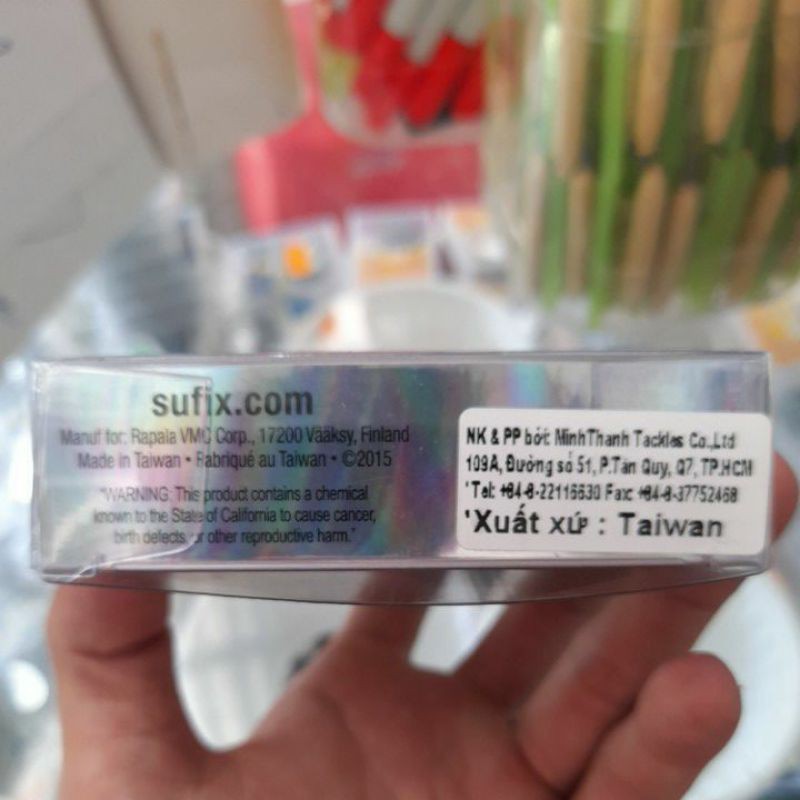 sufix.com
Manuf for: Rapala VMC Corp., 17200 Vääksy, Finland
Made in Taiwan • Fabriqué au Taiwan • ©2015
"WARNING: This product contains a chemical
known to the State of California to cause cancer,
birth defects, or other reproductive harm."
NK & PP bởi: MinhThanh Tackles Co.,Ltd
109A, Đường số 51, P.Tân Quy, Q7, TP.HCM
'Tel: +84-8-22116630 Fax: +84-8-37752468
'Xuất xứ : Taiwan